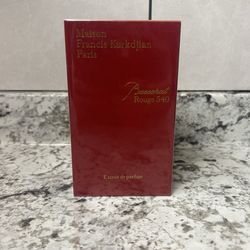 Maison
Francis Kurkdjian
Paris
Baccarat
Rouge 540
Extrait de parfum